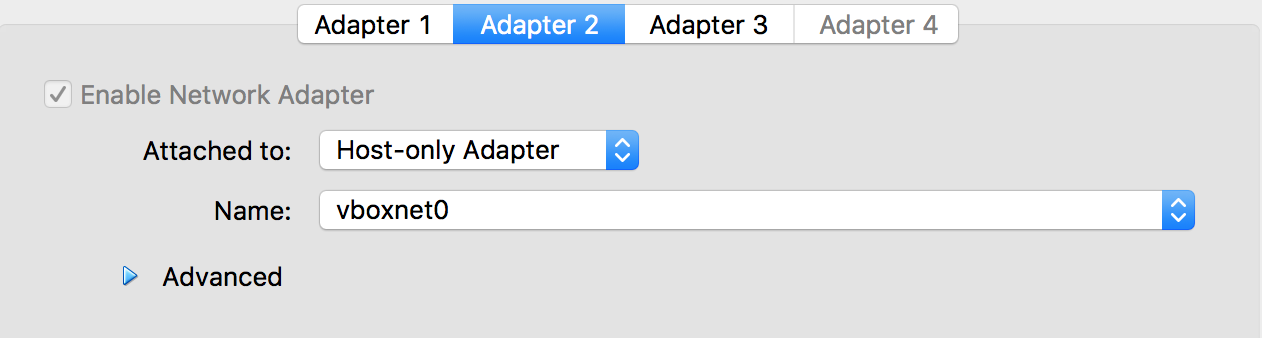 Adapter 1 Adapter 2 Adapter 3 Adapter 4
Enable Network Adapter
Attached to: Host-only Adapter
Name: vboxnet0
Advanced